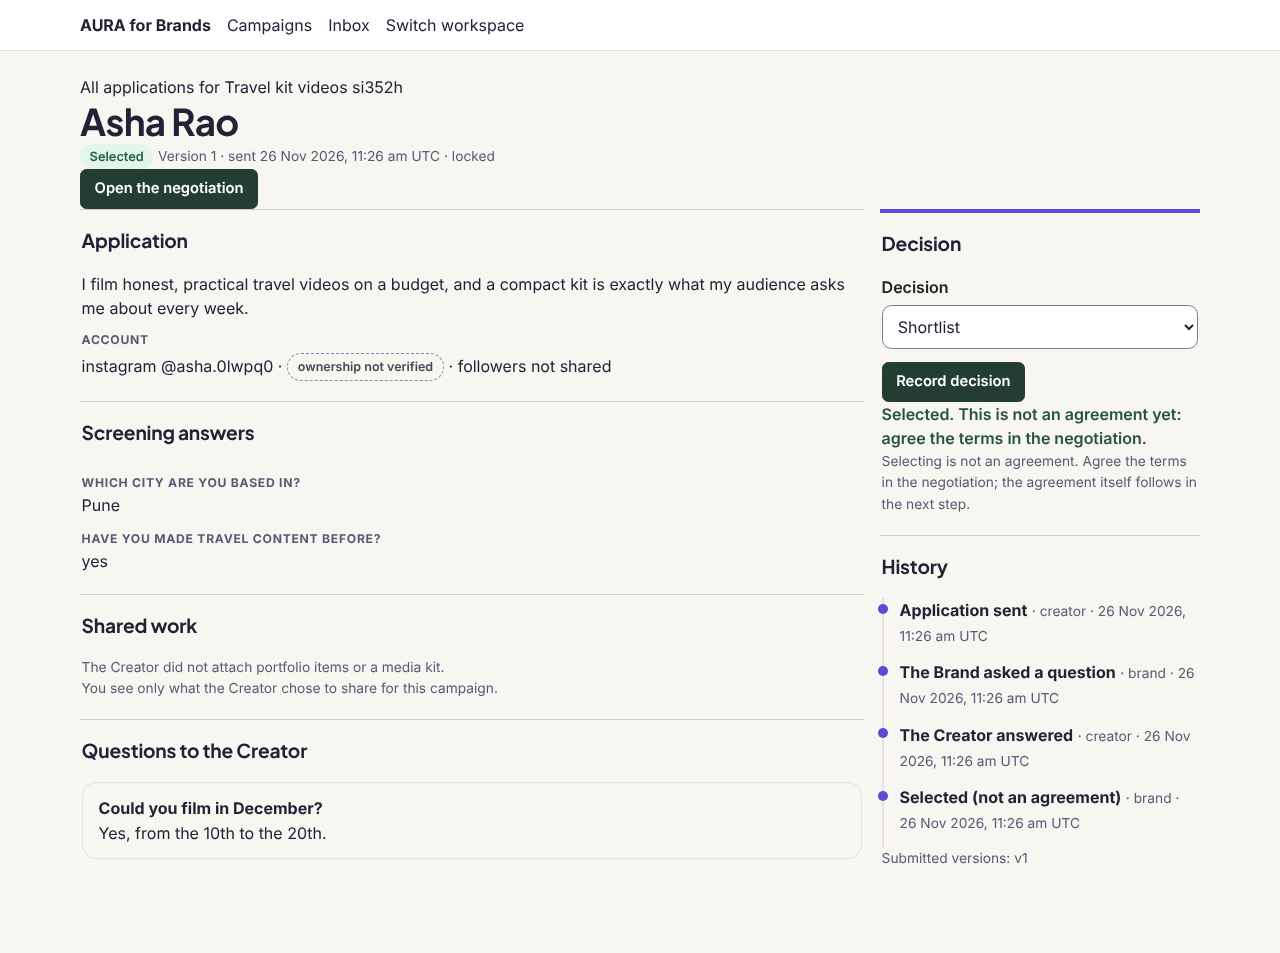 AURA for Brands Campaigns Inbox Switch workspace
All applications for Travel kit videos si352h
Asha Rao
Selected Version 1 · sent 26 Nov 2026, 11:26 am UTC · locked
Open the negotiation
Application
I film honest, practical travel videos on a budget, and a compact kit is exactly what my audience asks
me about every week.
ACCOUNT
instagram @asha.0lwpq0 · ownership not verified · followers not shared
Screening answers
WHICH CITY ARE YOU BASED IN?
Pune
HAVE YOU MADE TRAVEL CONTENT BEFORE?
yes
Shared work
The Creator did not attach portfolio items or a media kit.
You see only what the Creator chose to share for this campaign.
Questions to the Creator
Could you film in December?
Yes, from the 10th to the 20th.
Decision
Decision
Shortlist
Record decision
Selected. This is not an agreement yet:
agree the terms in the negotiation.
Selecting is not an agreement. Agree the terms
in the negotiation; the agreement itself follows in
the next step.
History
Application sent · creator · 26 Nov 2026,
11:26 am UTC
The Brand asked a question · brand · 26
Nov 2026, 11:26 am UTC
The Creator answered · creator · 26 Nov
2026, 11:26 am UTC
Selected (not an agreement) · brand ·
26 Nov 2026, 11:26 am UTC
Submitted versions: v1